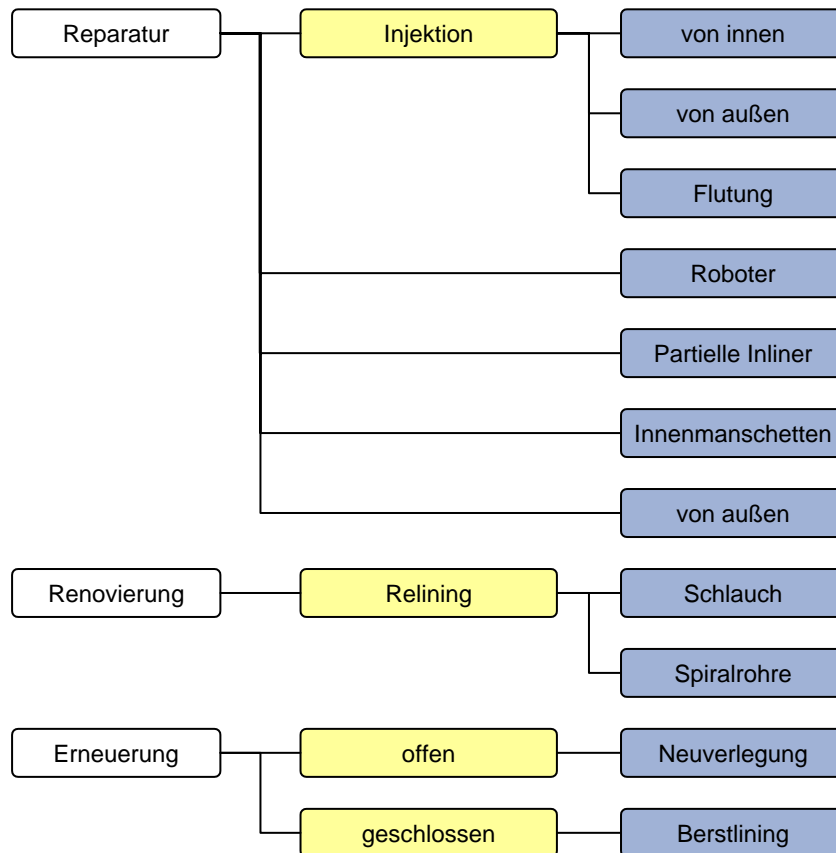 Reparatur
Injektion
von innen
von außen
Flutung
Roboter
Partielle Inliner
Innenmanschetten
von außen
Renovierung
Relining
Schlauch
Spiralrohre
Erneuerung
offen
Neuverlegung
geschlossen
Berstlining